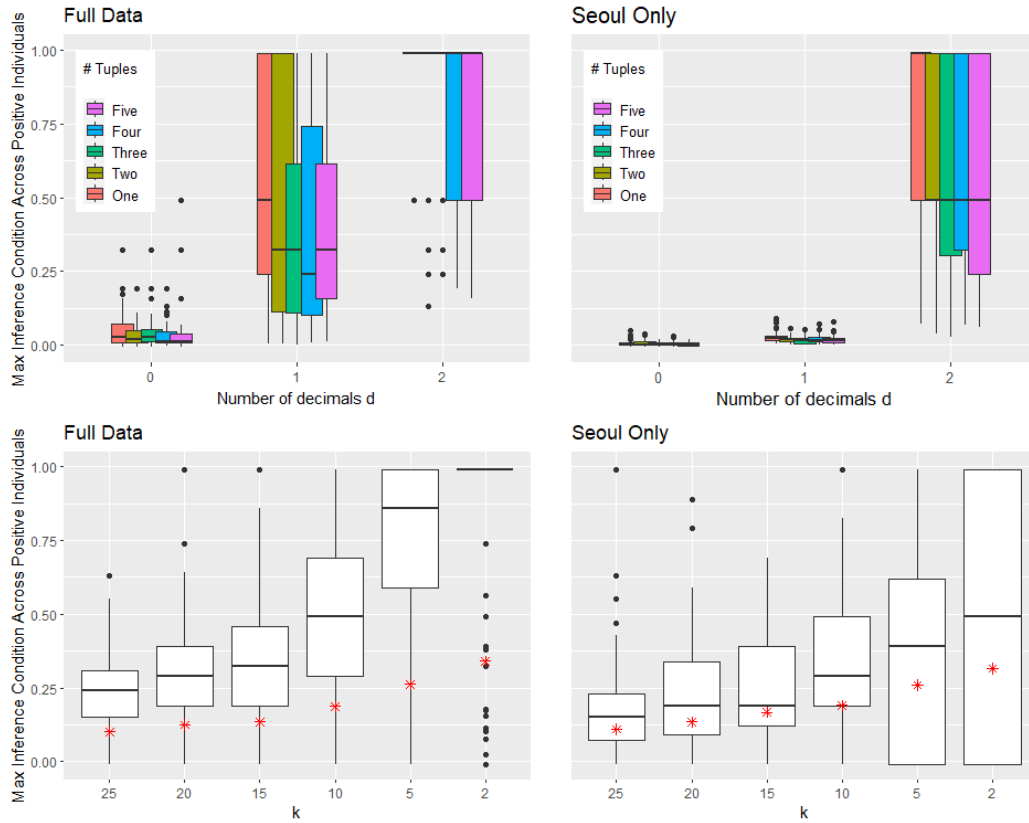 Full Data
Seoul Only
Max Inference Condition Across Positive Individuals
1.00
0.75
0.50
0.25
0.00
# Tuples
Five
Four
Three
Two
One
# Tuples
Five
Four
Three
Two
One
0
1
2
0
1
2
Number of decimals d
Number of decimals d
Full Data
Seoul Only
Max Inference Condition Across Positive Individuals
1.00
0.75
0.50
0.25
0.00
25
20
15
10
5
2
25
20
15
10
5
2
k
k